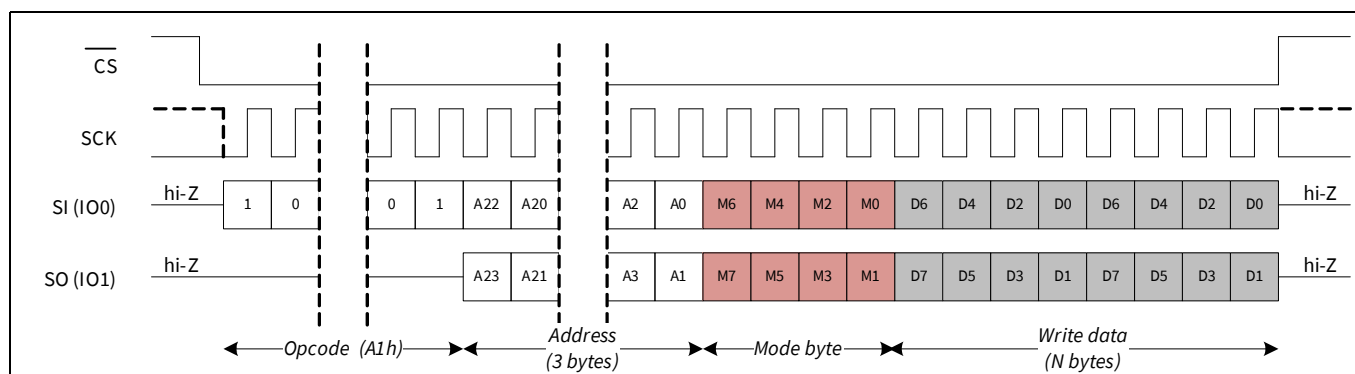 CS
SCK
hi-Z
SI (IO0) 1 0 0 1 A22 A20 A2 A0 M6 M4 M2 M0 D6 D4 D2 D0 D6 D4 D2 D0 hi-Z
hi-Z
SO (IO1) A23 A21 A3 A1 M7 M5 M3 M1 D7 D5 D3 D1 D7 D5 D3 D1 hi-Z
Opcode (A1h) Address Mode byte Write data
(3 bytes) (N bytes)